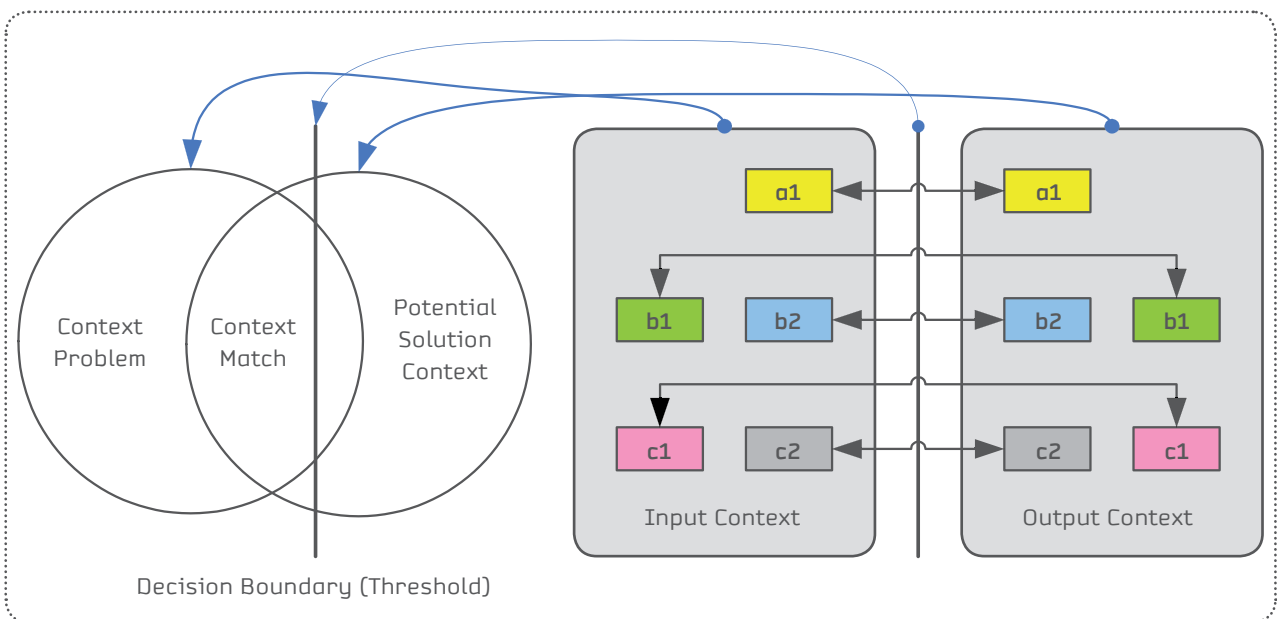 Context
Problem
Context
Match
Potential
Solution
Context
Decision Boundary (Threshold)
a1
b1
b2
c1
c2
Input Context
a1
b2
b1
c2
c1
Output Context